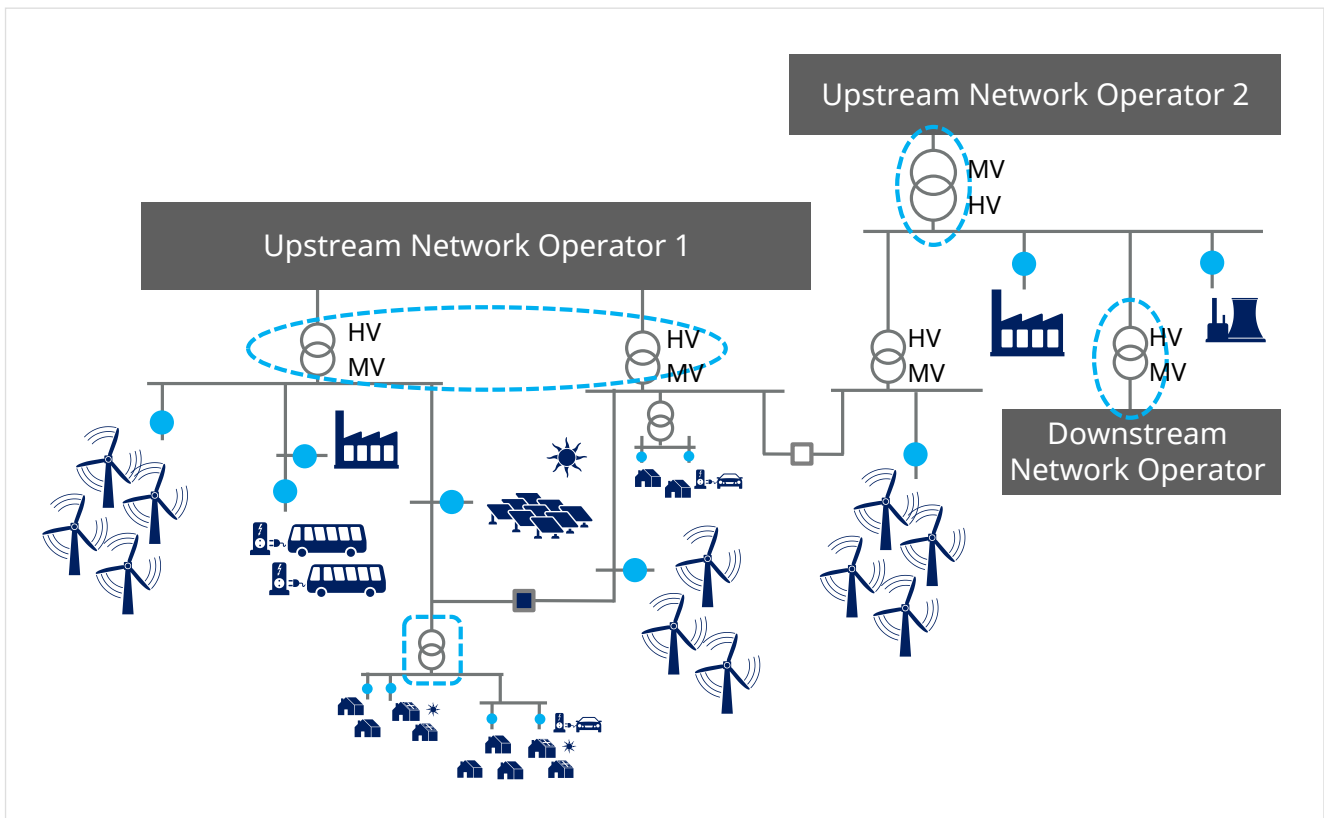 Upstream Network Operator 2
MV
HV
Upstream Network Operator 1
HV
MV
HV
MV
HV
MV
HV
MV
Downstream
Network Operator